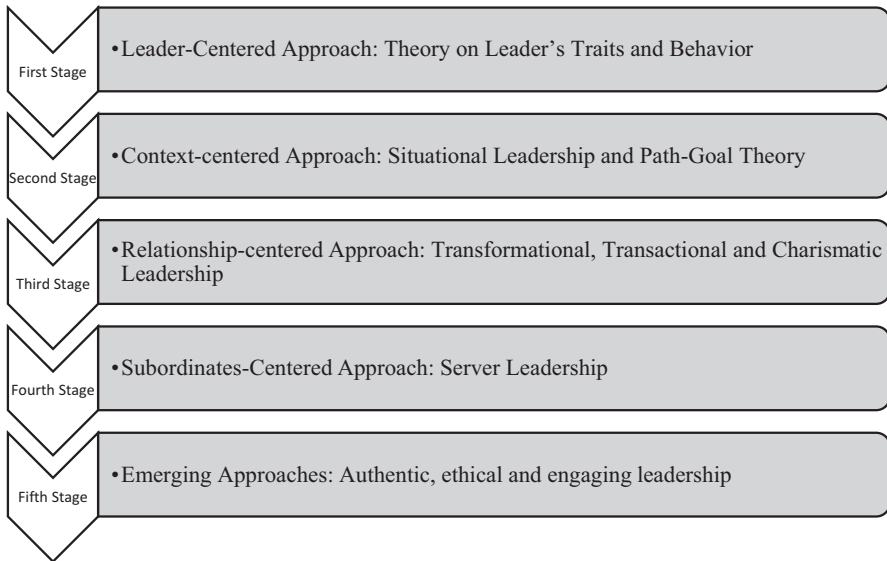 First Stage
•Leader-Centered Approach: Theory on Leader’s Traits and Behavior
Second Stage
•Context-centered Approach: Situational Leadership and Path-Goal Theory
Third Stage
•Relationship-centered Approach: Transformational, Transactional and Charismatic
Leadership
Fourth Stage
•Subordinates-Centered Approach: Server Leadership
Fifth Stage
•Emerging Approaches: Authentic, ethical and engaging leadership